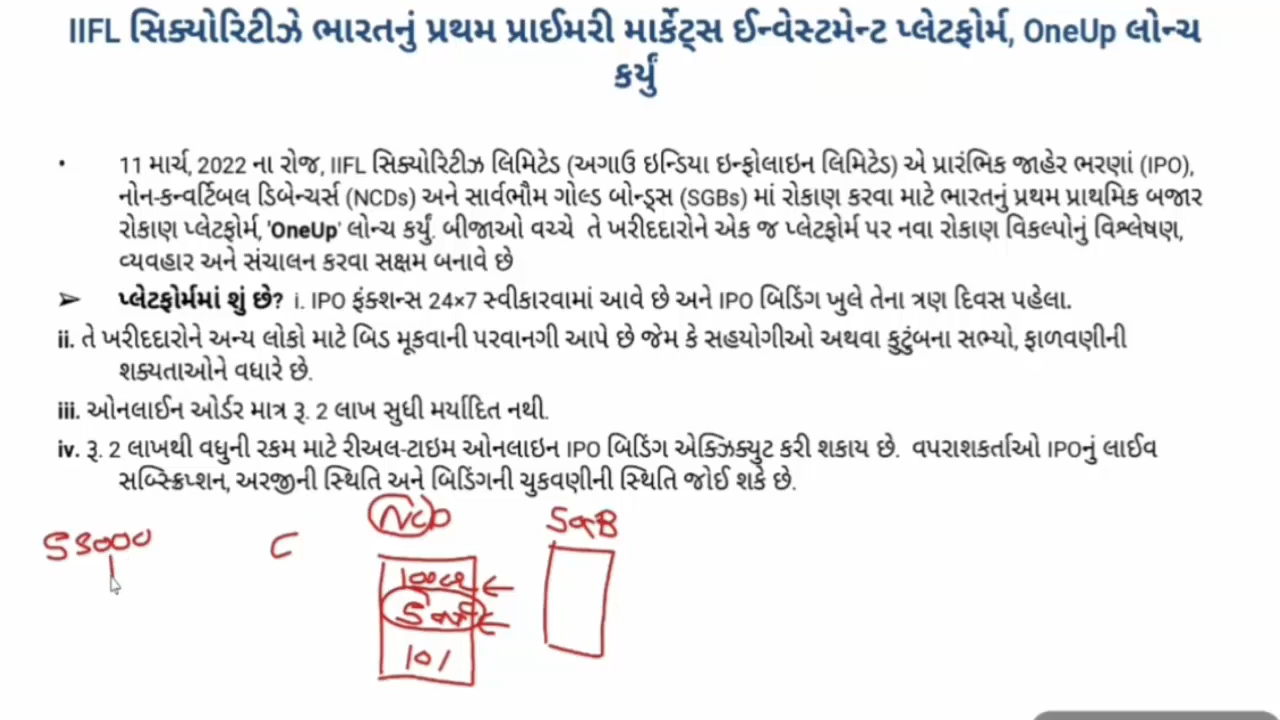 IIFL સિક્યોરિટીઝે ભારતનું પ્રથમ પ્રાઈમરી માર્કેટ્સ ઈન્વેસ્ટમેન્ટ પ્લેટફોર્મ, OneUp લોન્ચ
કર્યું
• 11 માર્ચ, 2022 ના રોજ, IIFL સિક્યોરિટીઝ લિમિટેડ (અગાઉ ઇન્ડિયા ઇન્ફોલાઇન લિમિટેડ) એ પ્રારંભિક જાહેર ભરણાં (IPO),
નોન-કન્વર્ટિબલ ડિબેન્ચર્સ (NCDs) અને સાર્વભૌમ ગોલ્ડ બોન્ડ્સ (SGBs) માં રોકાણ કરવા માટે ભારતનું પ્રથમ પ્રાથમિક બજાર
રોકાણ પ્લેટફોર્મ, 'OneUp' લોન્ચ કર્યું. બીજાઓ વચ્ચે તે ખરીદદારોને એક જ પ્લેટફોર્મ પર નવા રોકાણ વિકલ્પોનું વિશ્લેષણ,
વ્યવહાર અને સંચાલન કરવા સક્ષમ બનાવે છે
➢ પ્લેટફોર્મમાં શું છે? i. IPO ફંક્શન્સ 24×7 સ્વીકારવામાં આવે છે અને IPO બિડિંગ ખુલે તેના ત્રણ દિવસ પહેલા.
ii. તે ખરીદદારોને અન્ય લોકો માટે બિડ મૂકવાની પરવાનગી આપે છે જેમ કે સહયોગીઓ અથવા કુટુંબના સભ્યો, ફાળવણીની
શક્યતાઓને વધારે છે.
iii. ઓનલાઈન ઓર્ડર માત્ર રૂ. 2 લાખ સુધી મર્યાદિત નથી.
iv. રૂ. 2 લાખથી વધુની રકમ માટે રીઅલ-ટાઇમ ઓનલાઇન IPO બિડિંગ એક્ઝિક્યુટ કરી શકાય છે. વપરાશકર્તાઓ IPOનું લાઈવ
સબ્સ્ક્રિપ્શન, અરજીની સ્થિતિ અને બિડિંગની ચુકવણીની સ્થિતિ જોઈ શકે છે.
NCD SGB
53000